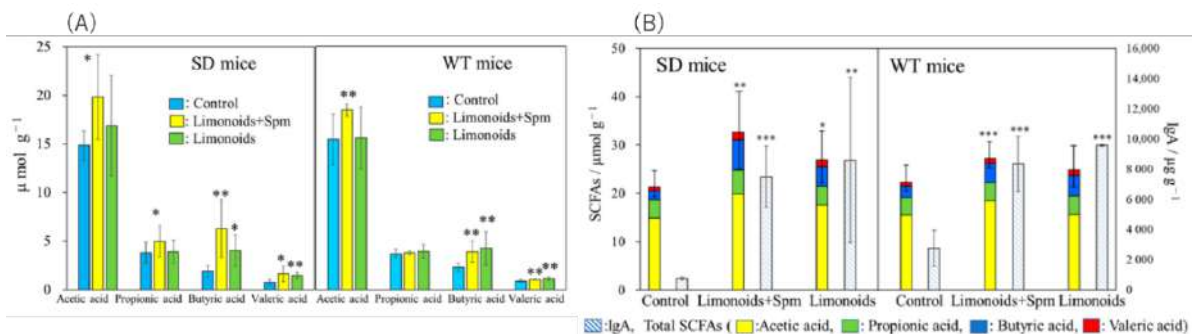 (A)
(B)
25
20
15
10
5
0
μ mol g⁻¹
SD mice
: Control
: Limonoids+Spm
: Limonoids
*
*
**
*
*
**
Acetic acid Propionic acid Butyric acid Valeric acid
WT mice
: Control
: Limonoids+Spm
: Limonoids
**
**
**
**
**
Acetic acid Propionic acid Butyric acid Valeric acid
50
40
30
20
10
0
SCFAs / μmol g⁻¹
SD mice
**
***
*
**
Control Limonoids+Spm Limonoids
WT mice
***
***
***
Control Limonoids+Spm Limonoids
16,000
14,000
12,000
10,000
8 000
6 000
4 000
2 000
0
IgA / μg g⁻¹
:IgA, Total SCFAs ( :Acetic acid, : Propionic acid, : Butyric acid, : Valeric acid)